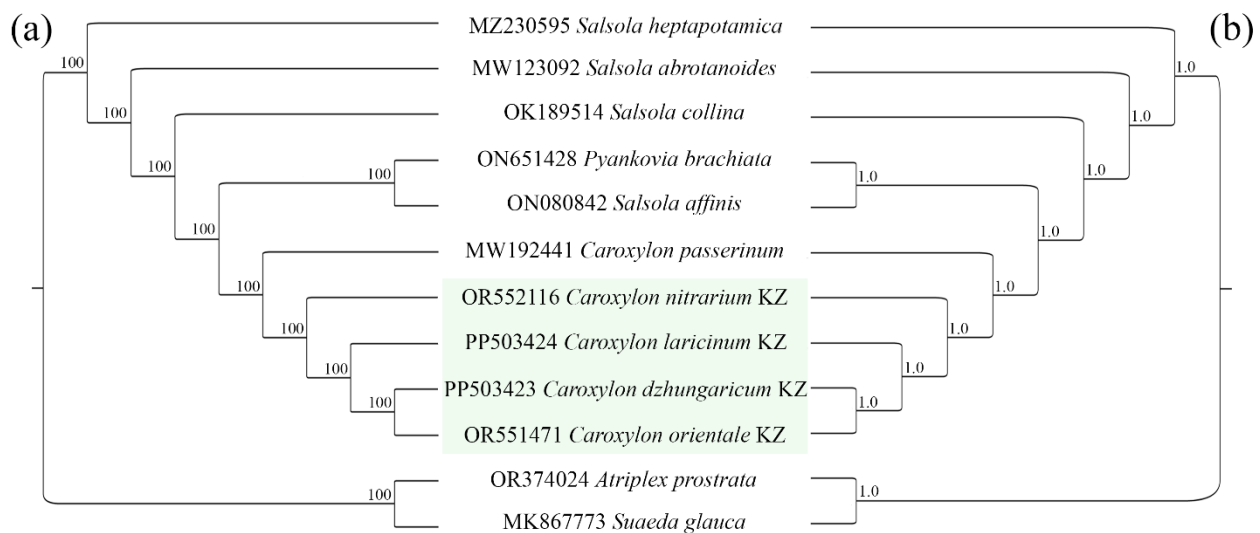 (a)
(b)
MZ230595 Salsola heptapotamica
100
1.0
MW123092 Salsola abrotanoides
100
1.0
OK189514 Salsola collina
100
1.0
ON651428 Pyankovia brachiata
100
1.0
ON080842 Salsola affinis
100
1.0
MW192441 Caroxylon passerinum
100
1.0
OR552116 Caroxylon nitrarium KZ
100
1.0
PP503424 Caroxylon laricinum KZ
100
1.0
PP503423 Caroxylon dzhungaricum KZ
100
1.0
OR551471 Caroxylon orientale KZ
OR374024 Atriplex prostrata
100
1.0
MK867773 Suaeda glauca